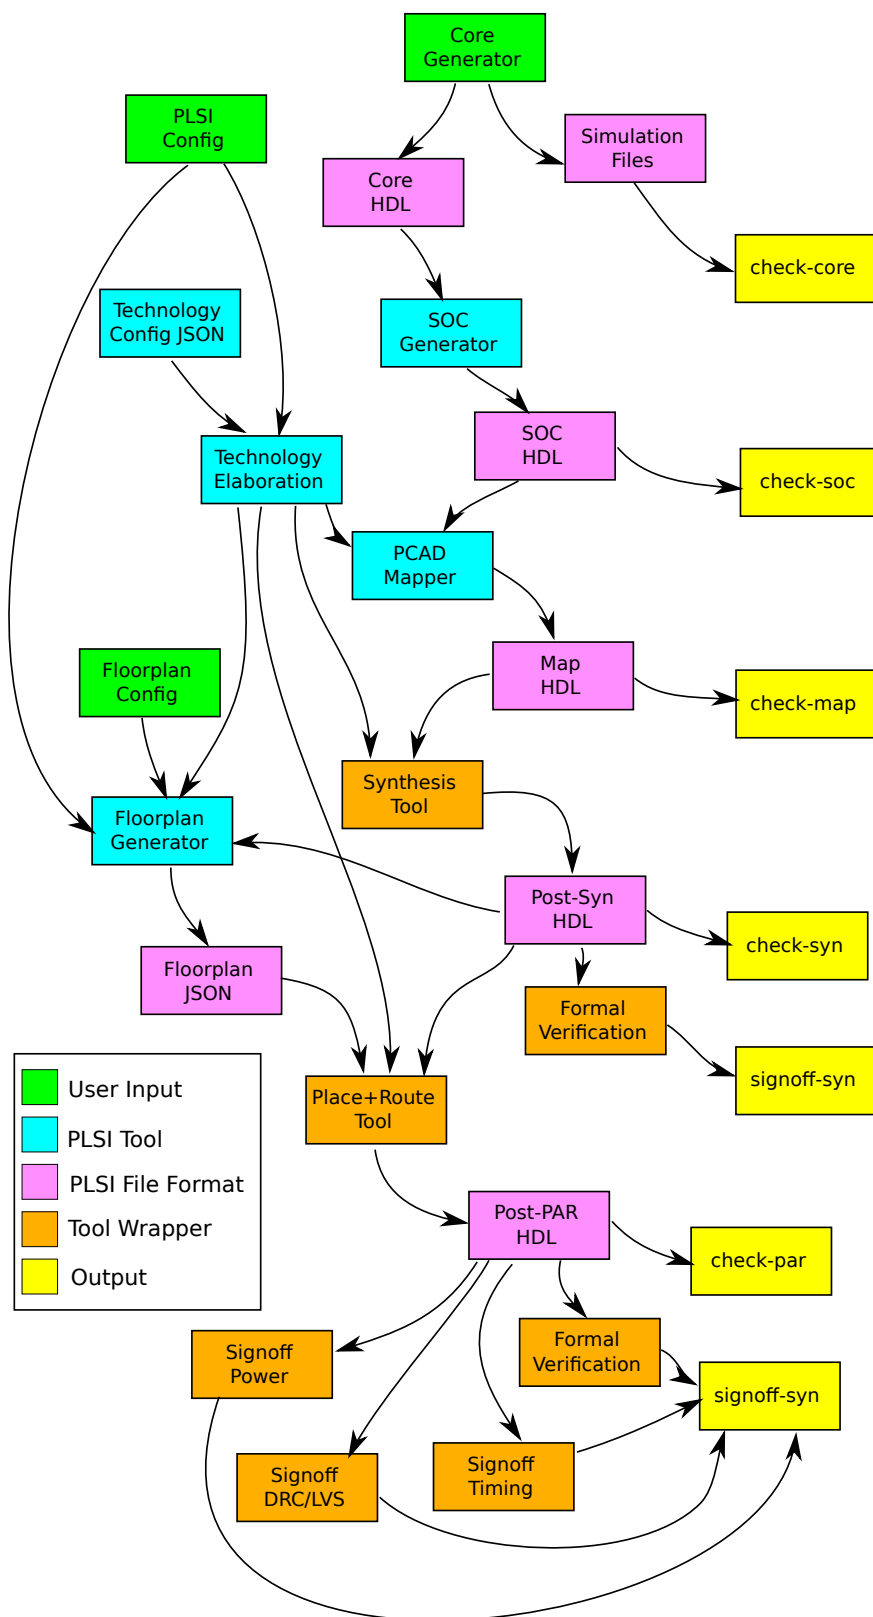 Core
Generator
PLSI
Config
Simulation
Files
Core
HDL
check-core
Technology
Config JSON
SOC
Generator
SOC
HDL
Technology
Elaboration
check-soc
PCAD
Mapper
Map
HDL
Floorplan
Config
check-map
Synthesis
Tool
Floorplan
Generator
Post-Syn
HDL
check-syn
Floorplan
JSON
Formal
Verification
signoff-syn
User Input
PLSI Tool
PLSI File Format
Tool Wrapper
Output
Place+Route
Tool
Post-PAR
HDL
check-par
Signoff
Power
Formal
Verification
signoff-syn
Signoff
DRC/LVS
Signoff
Timing